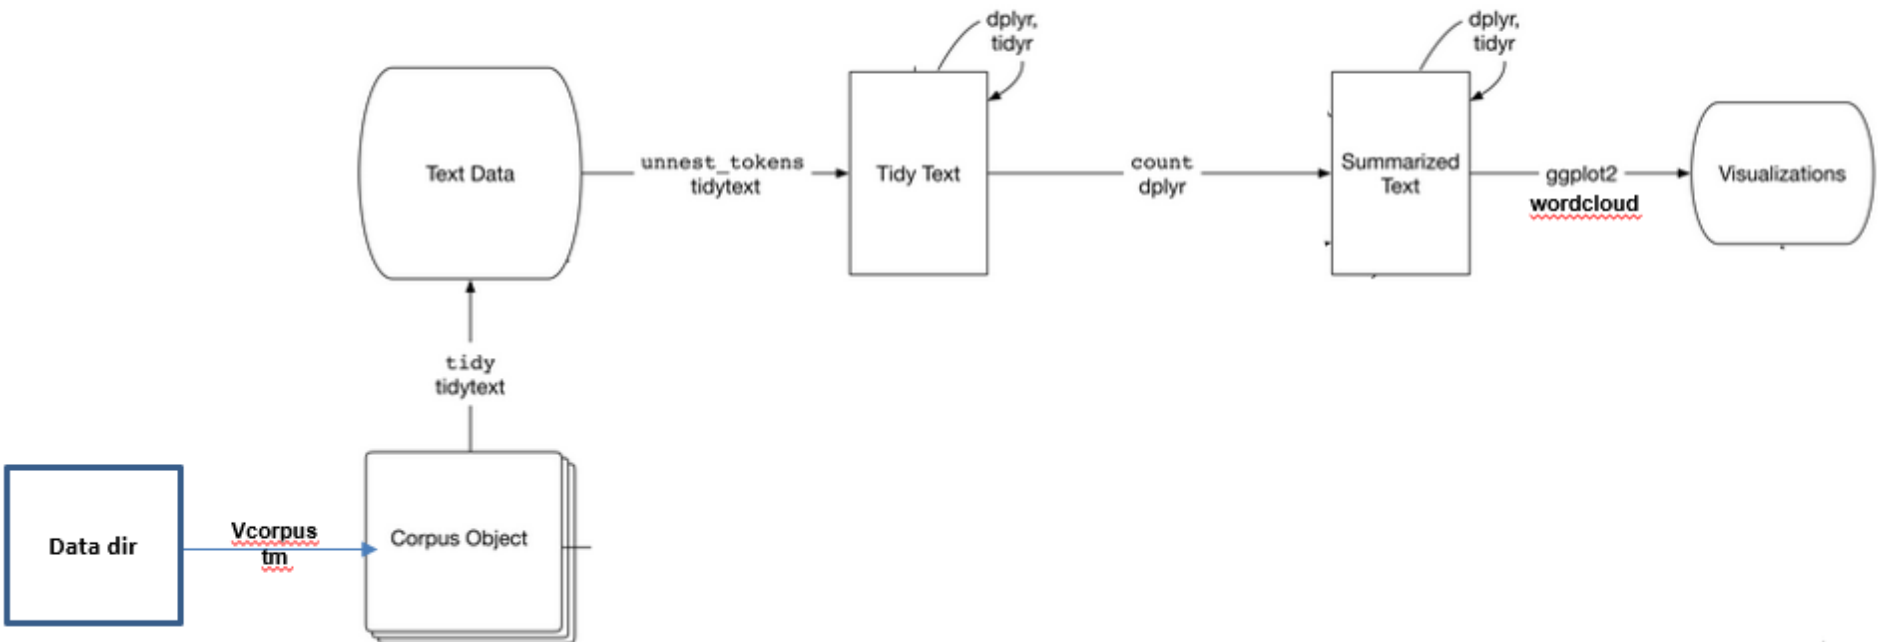 dplyr,
tidyr
dplyr,
tidyr
Text Data
unnest_tokens
tidytext
Tidy Text
count
dplyr
Summarized
Text
ggplot2
wordcloud
Visualizations
tidy
tidytext
Data dir
Vcorpus
tm
Corpus Object